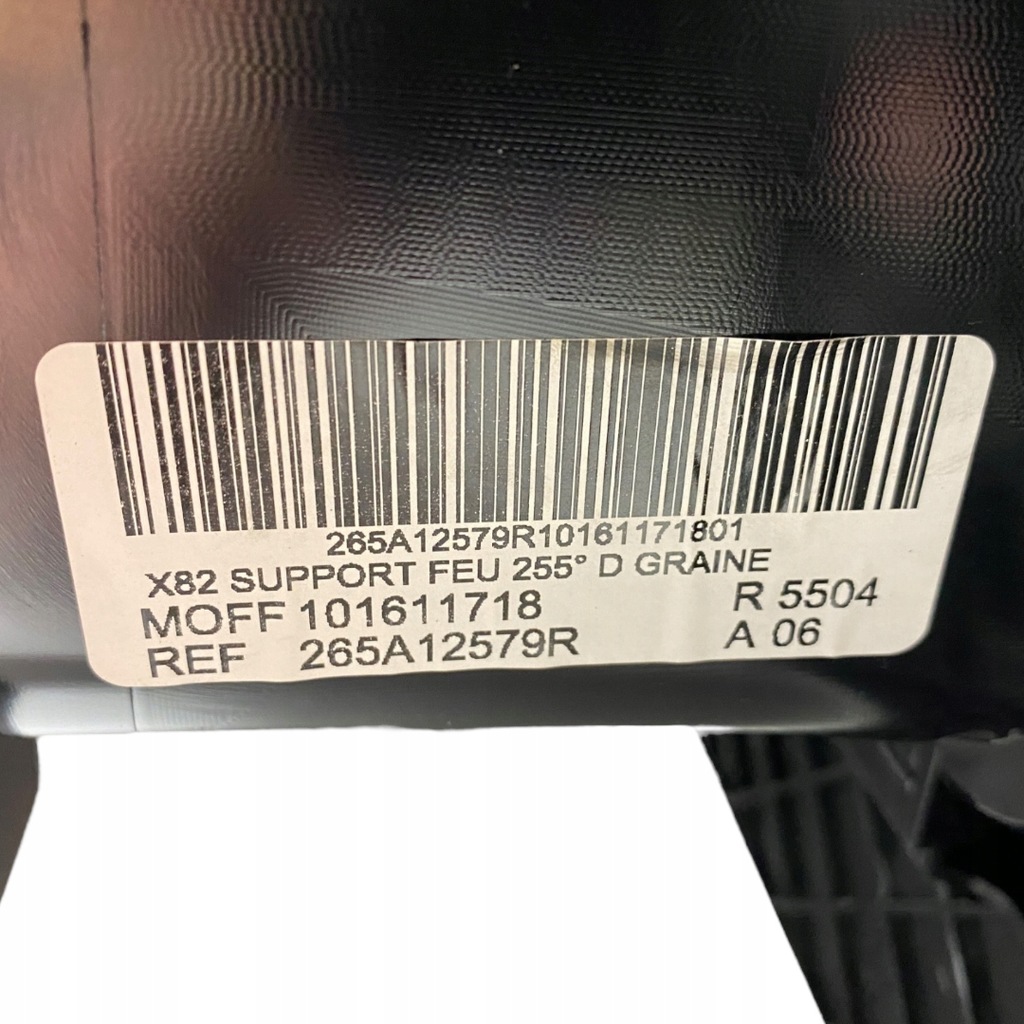 265A12579R10161171801
X82 SUPPORT FEU 255° D GRAINE
MOFF 101611718 R 5504
REF 265A12579R A 06